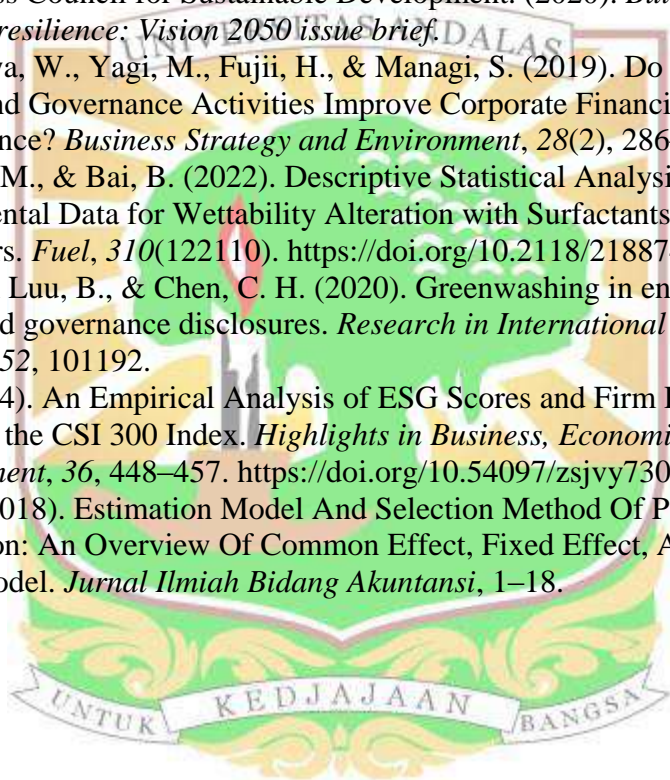 ss Council for Sustainable Development. (2020).
resilience: Vision 2050 issue brief.
UNIVERSITAS ANDALAS
va, W., Yagi, M., Fujii, H., & Managi, S. (2019). Do
nd Governance Activities Improve Corporate Financi
nce? Business Strategy and Environment, 28(2), 286
M., & Bai, B. (2022). Descriptive Statistical Analysi
ental Data for Wettability Alteration with Surfactants
rs. Fuel, 310(122110). https://doi.org/10.2118/21887
Luu, B., & Chen, C. H. (2020). Greenwashing in en
d governance disclosures. Research in International
52, 101192.
4). An Empirical Analysis of ESG Scores and Firm
the CSI 300 Index. Highlights in Business, Economi
nent, 36, 448–457. https://doi.org/10.54097/zsjvy730
018). Estimation Model And Selection Method Of P
on: An Overview Of Common Effect, Fixed Effect, A
odel. Jurnal Ilmiah Bidang Akuntansi, 1–18.
UNTUK KEDJAJAAN BANGSA